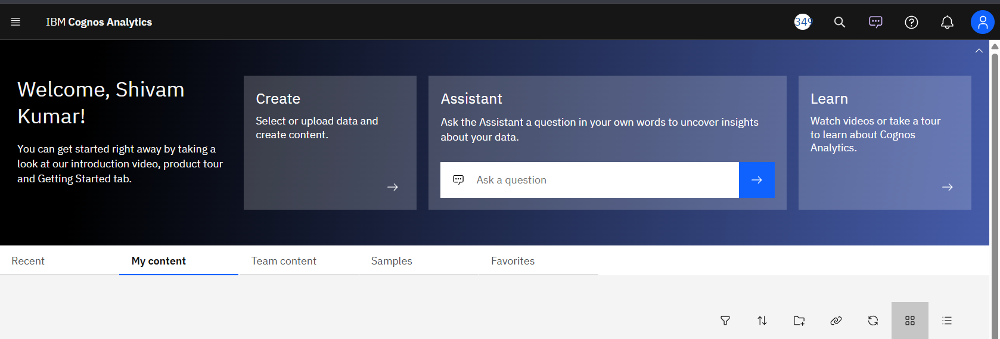 IBM Cognos Analytics
349
Welcome, Shivam
Kumar!
You can get started right away by taking a
look at our introduction video, product tour
and Getting Started tab.
Create
Select or upload data and
create content.
Assistant
Ask the Assistant a question in your own words to uncover insights
about your data.
Ask a question
Learn
Watch videos or take a tour
to learn about Cognos
Analytics.
Recent
My content
Team content
Samples
Favorites